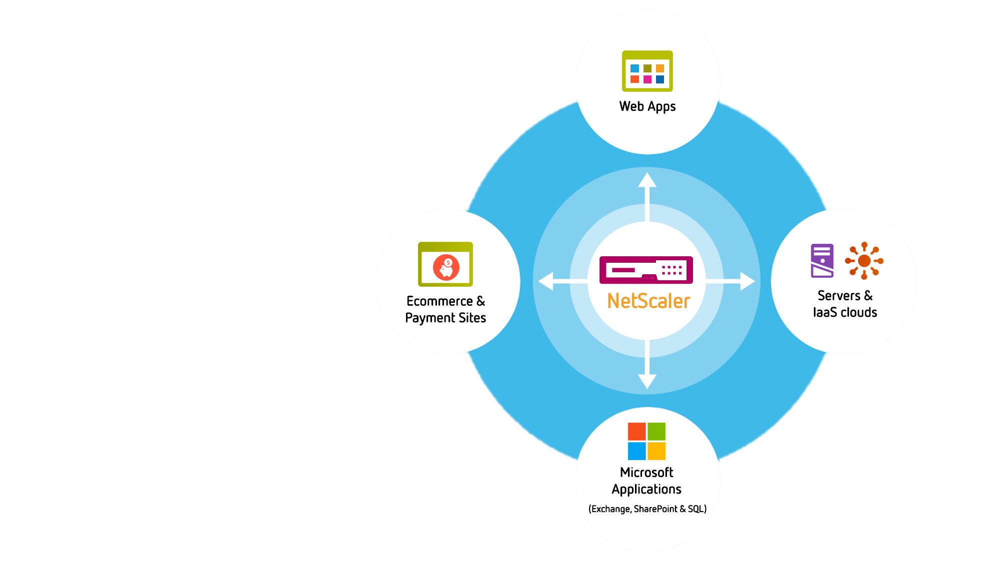 Web Apps
Ecommerce &
Payment Sites
$
NetScaler
Servers &
IaaS clouds
Microsoft
Applications
(Exchange, SharePoint & SQL)